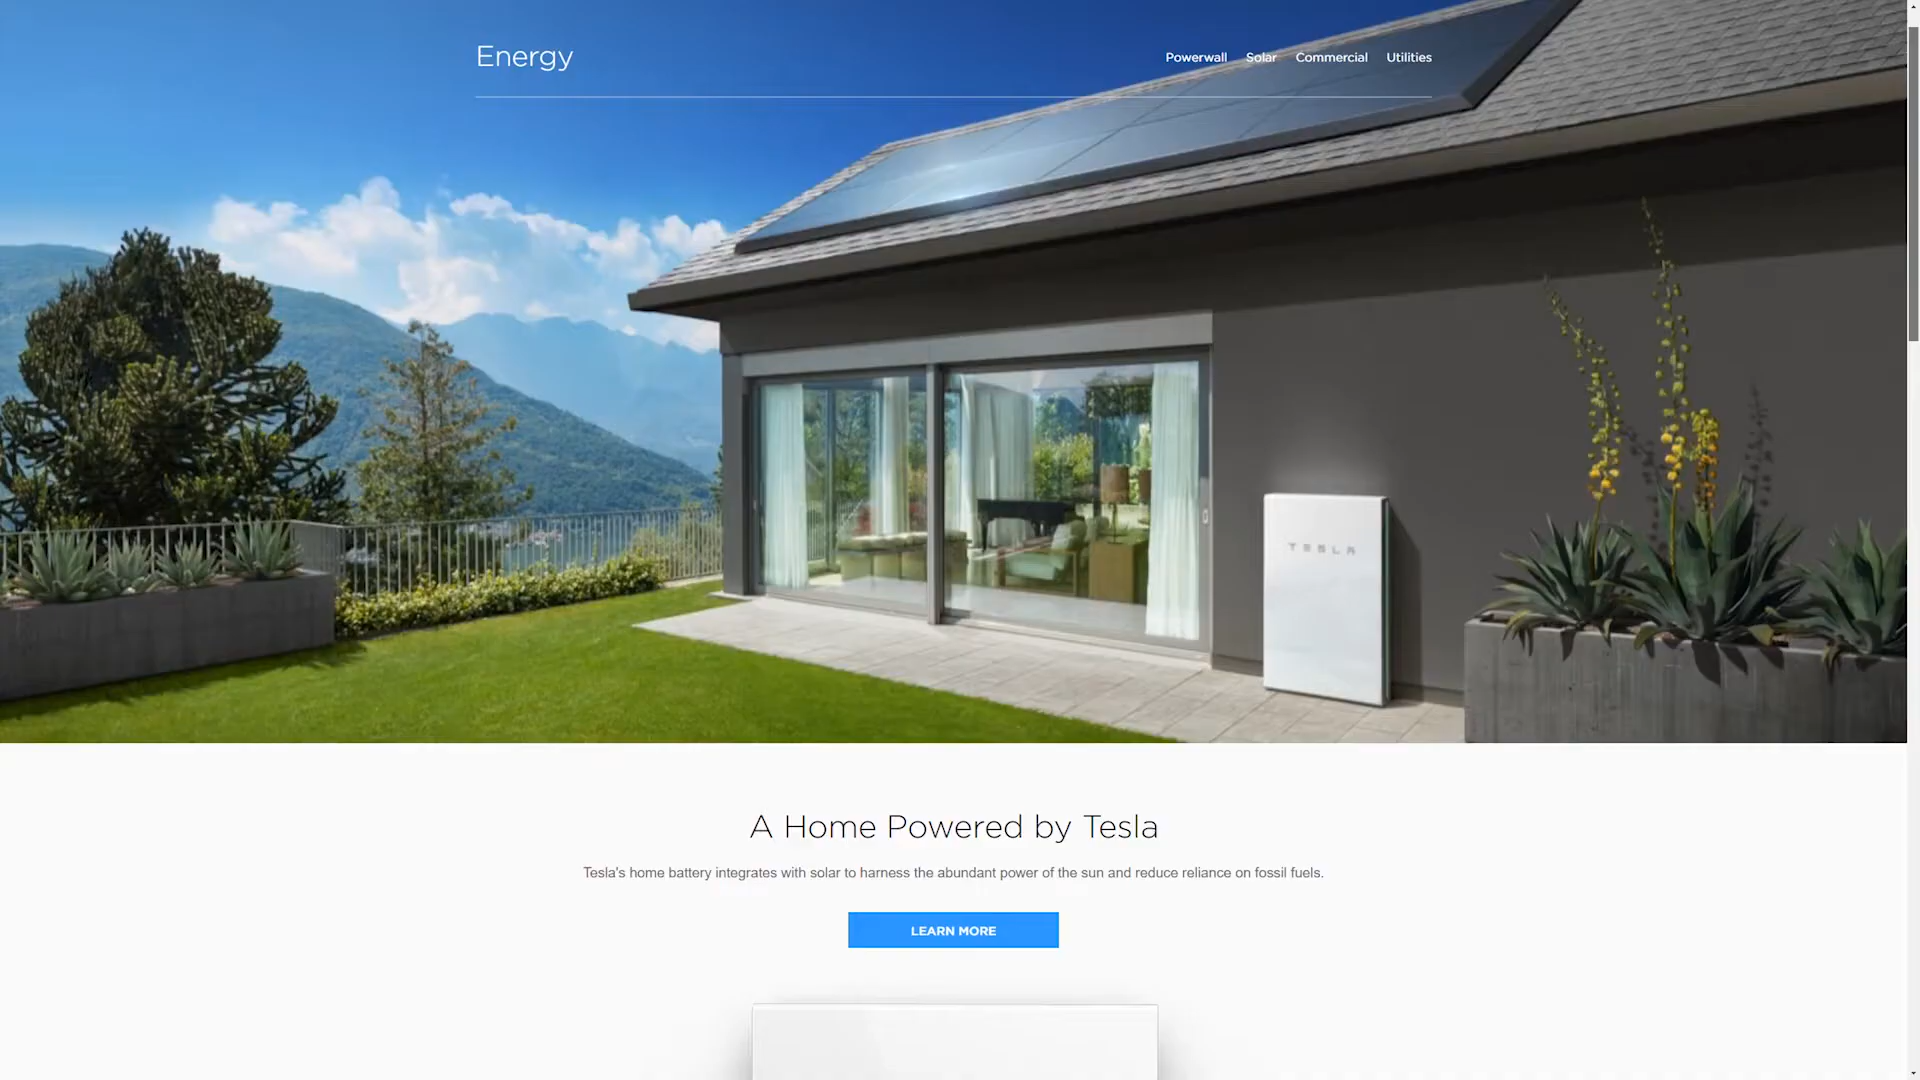 Energy
Powerwall Solar Commercial Utilities
TESLA
A Home Powered by Tesla
Tesla's home battery integrates with solar to harness the abundant power of the sun and reduce reliance on fossil fuels.
LEARN MORE